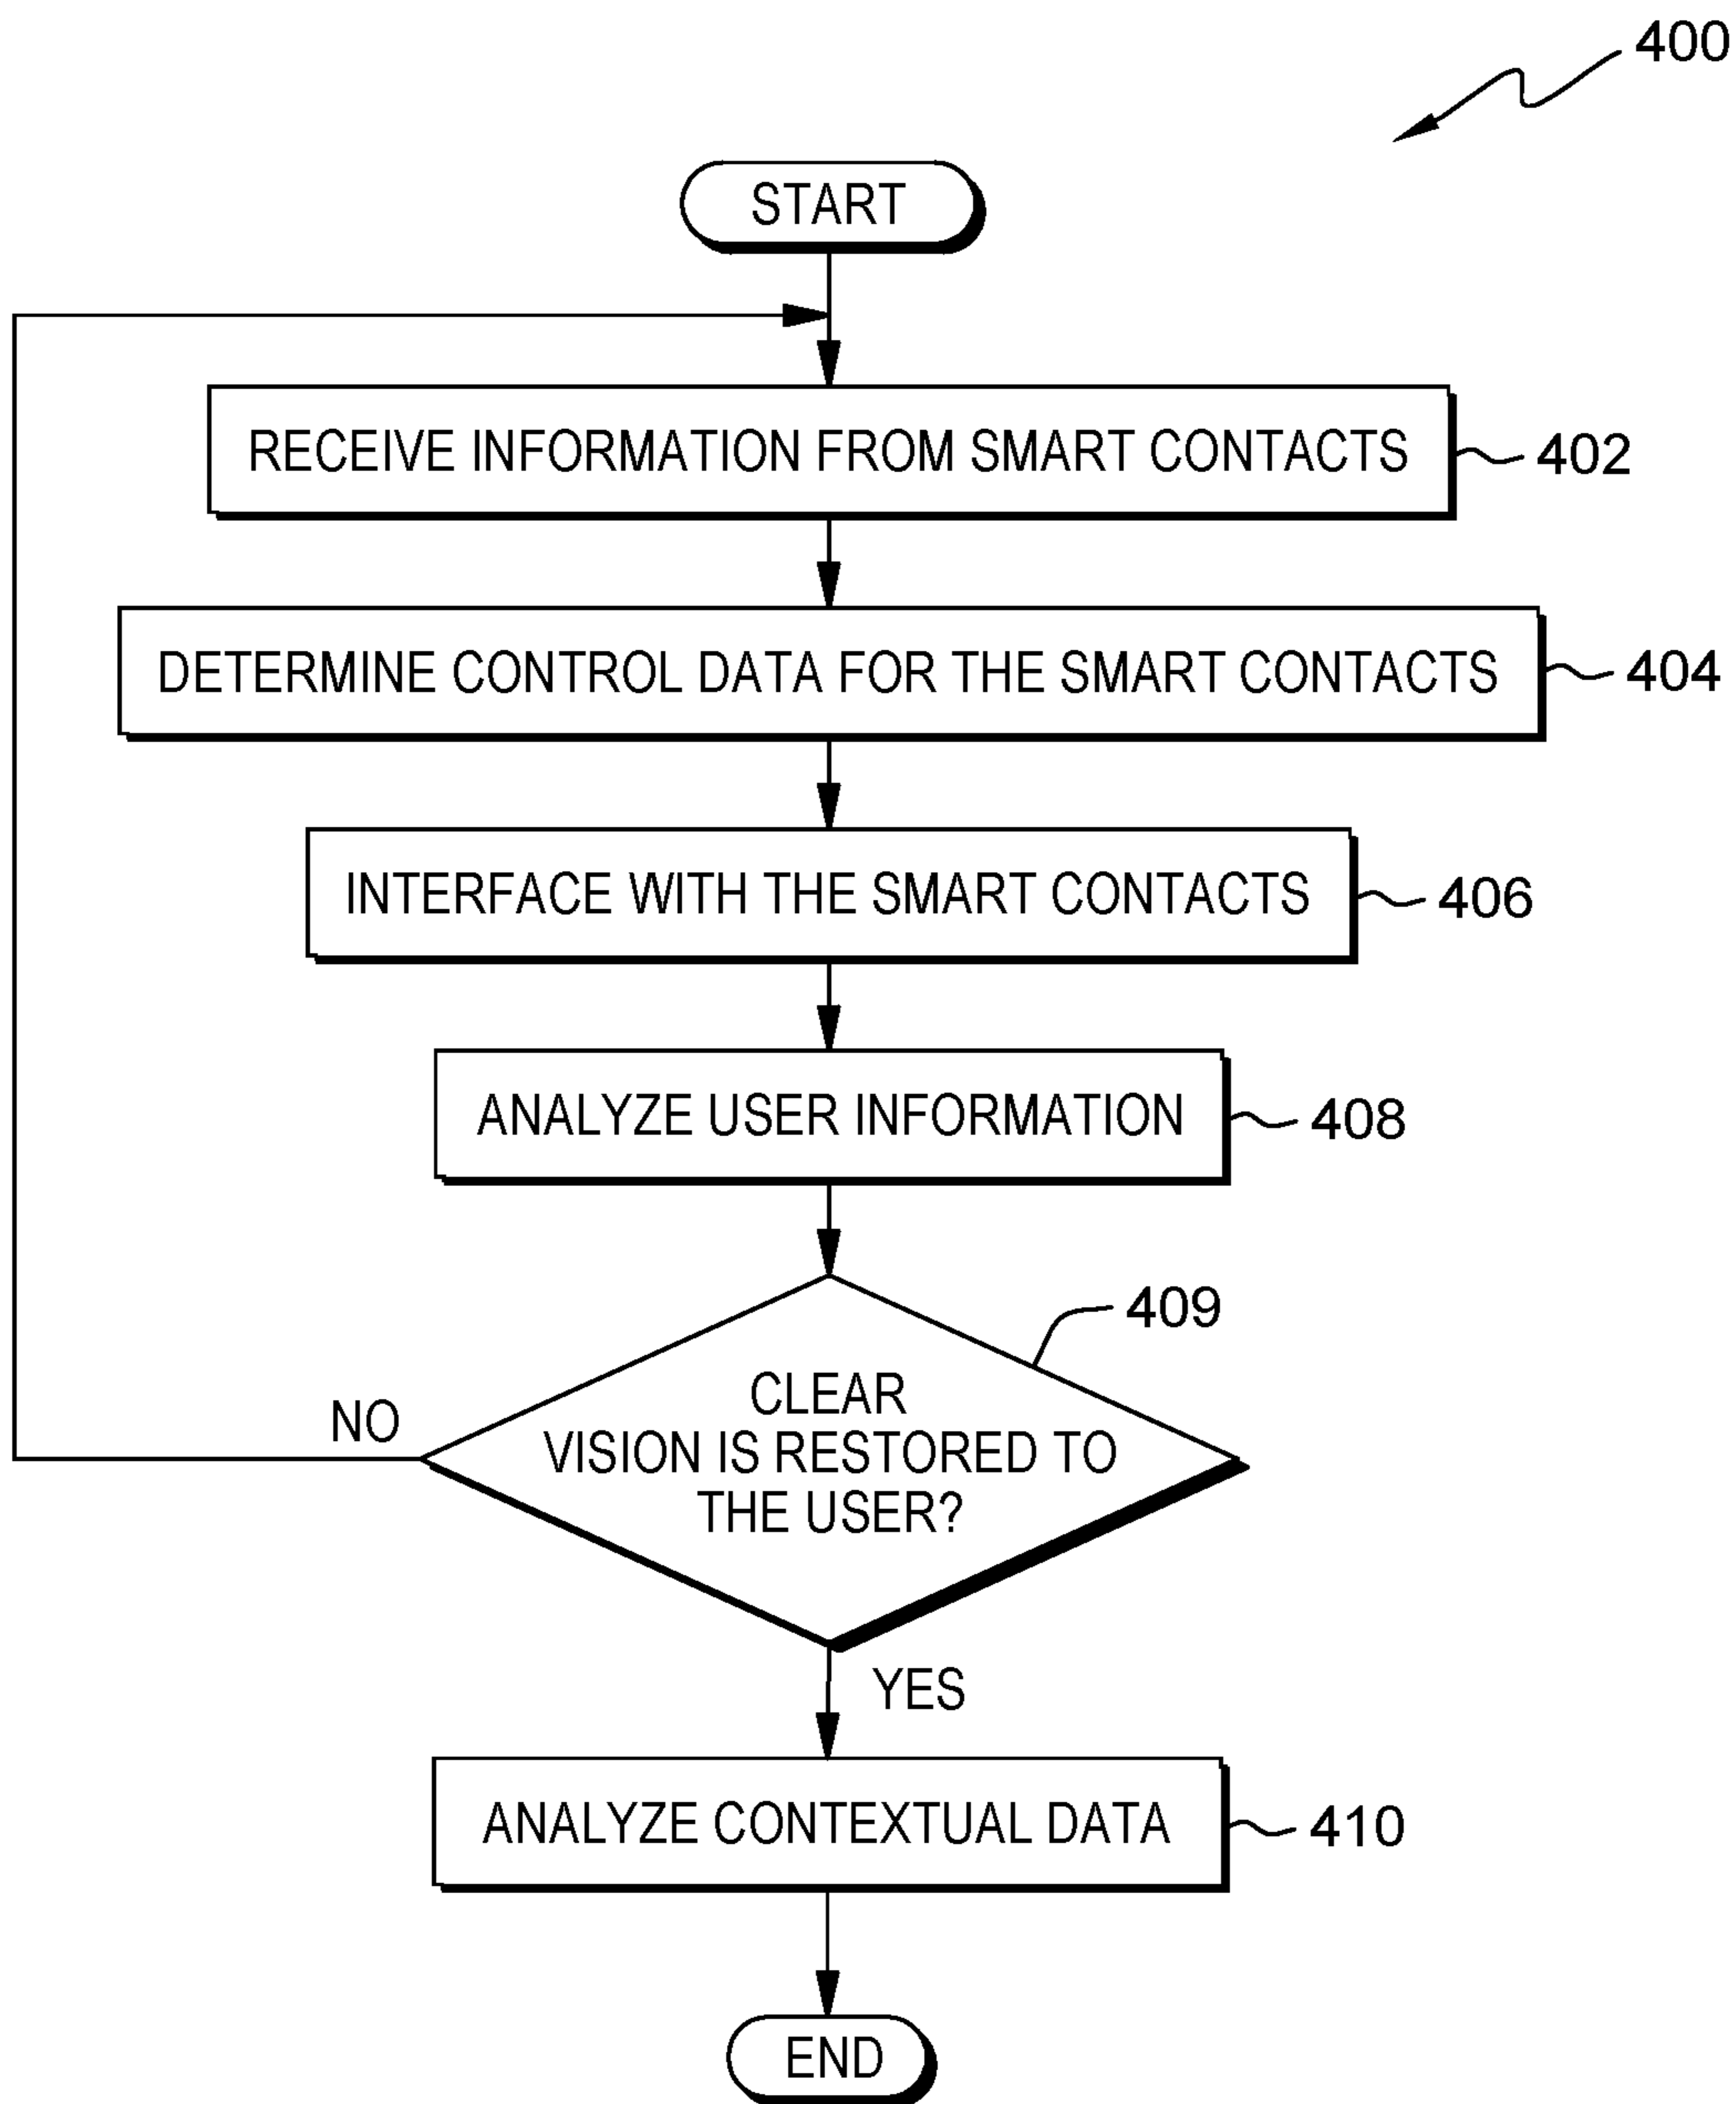 400
START
RECEIVE INFORMATION FROM SMART CONTACTS
402
DETERMINE CONTROL DATA FOR THE SMART CONTACTS
404
INTERFACE WITH THE SMART CONTACTS
406
ANALYZE USER INFORMATION
408
409
CLEAR
VISION IS RESTORED TO
THE USER?
NO
YES
ANALYZE CONTEXTUAL DATA
410
END